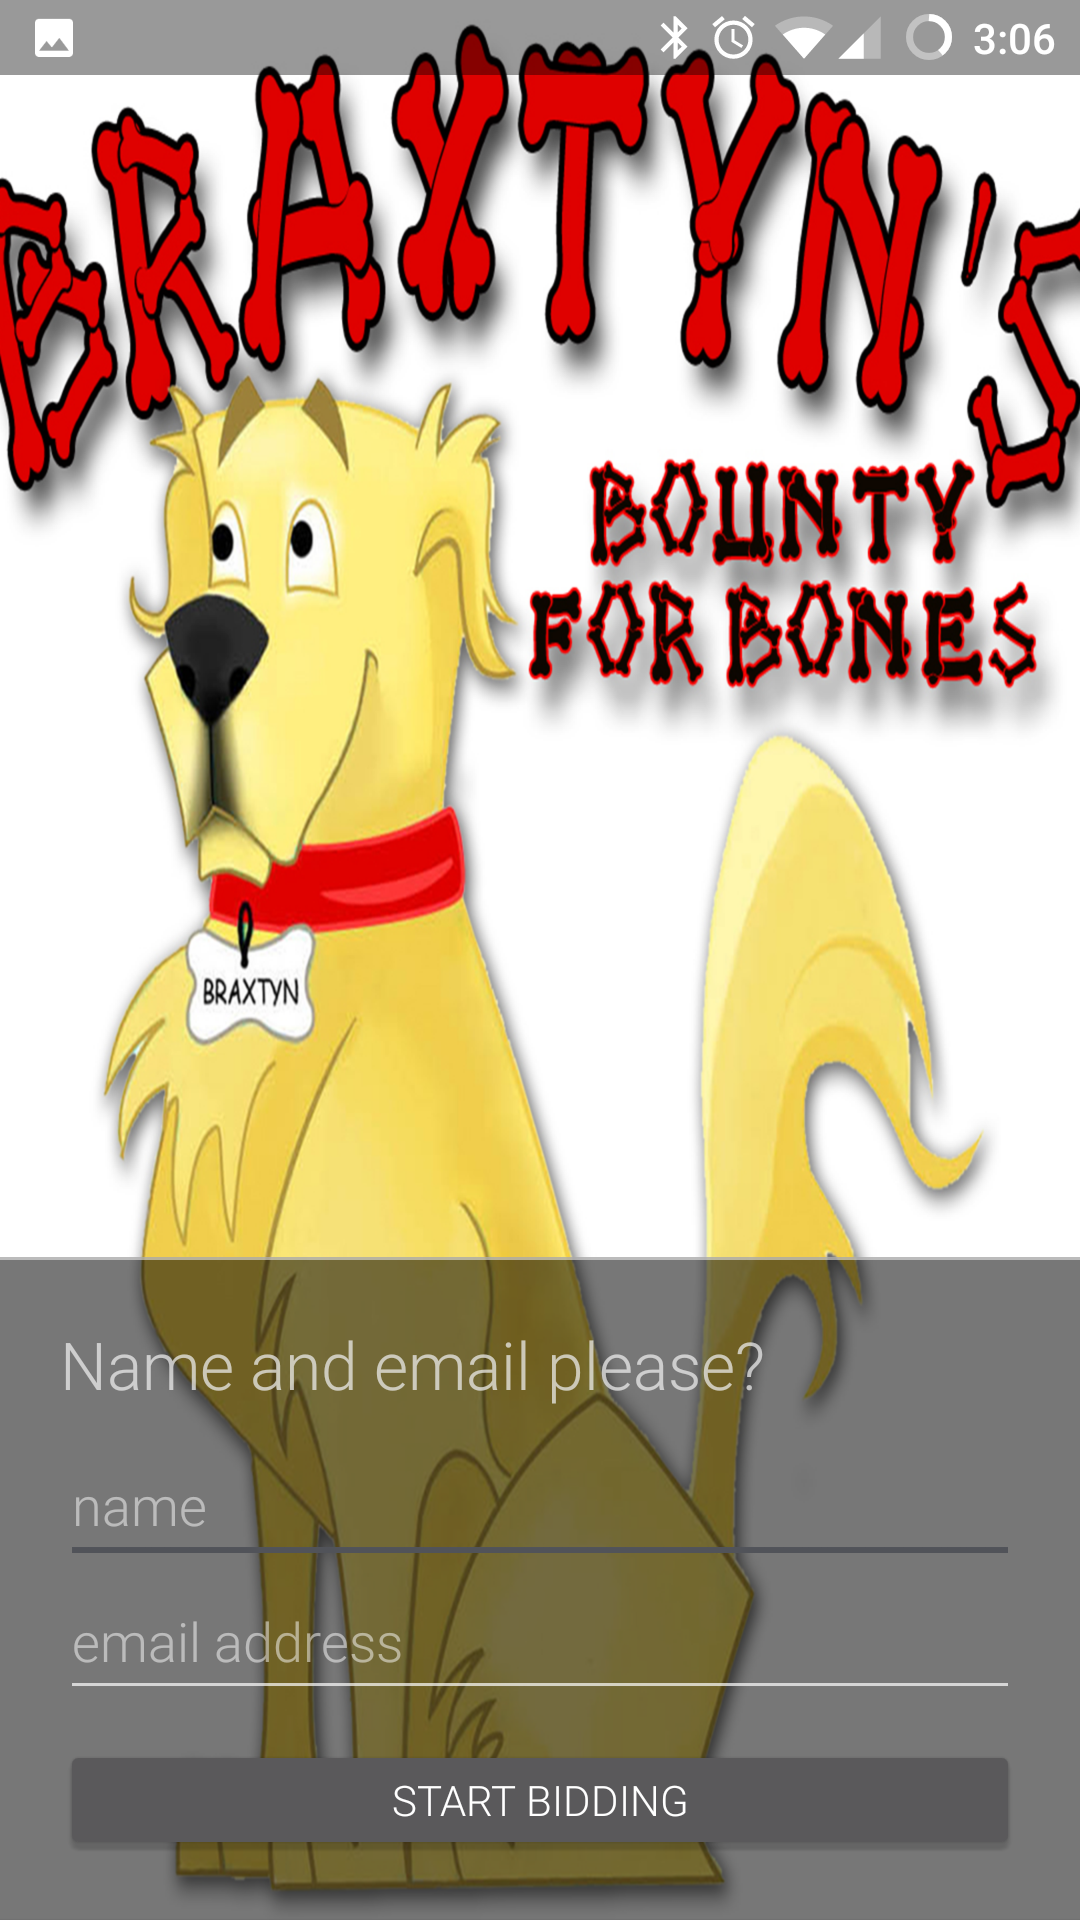 3:06
BRAXTYN'S
BOUNTY
FOR BONES
BRAXTYN
Name and email please?
name
email address
START BIDDING